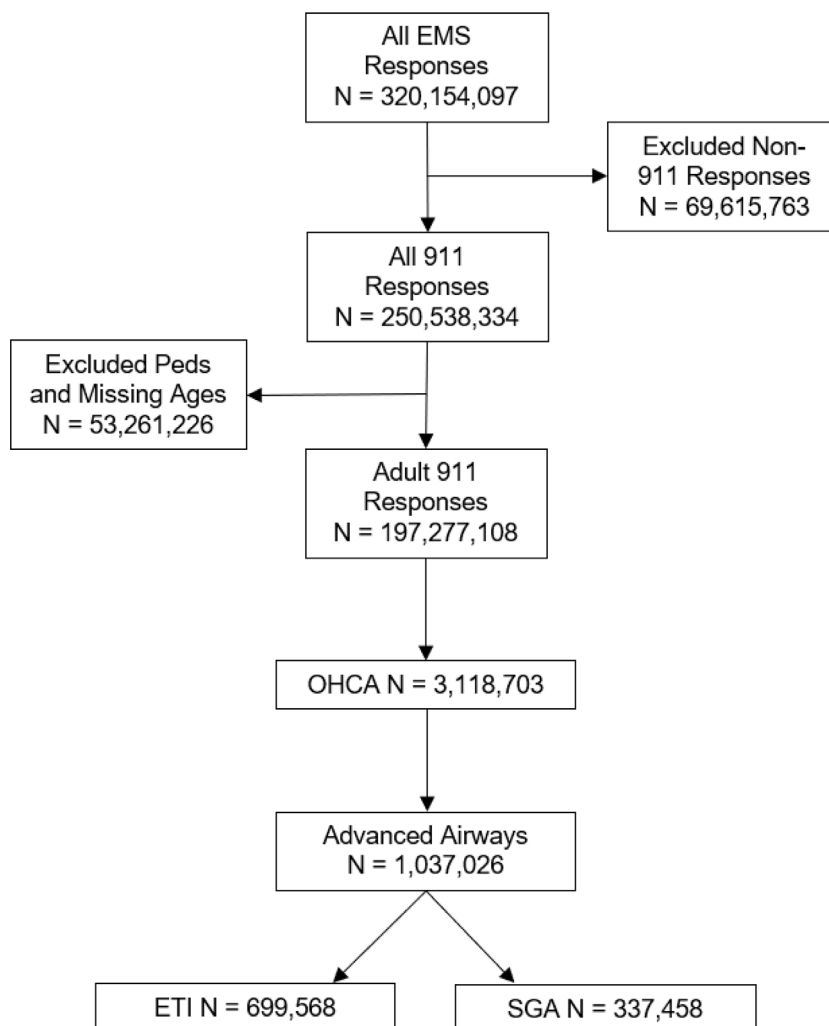 All EMS
Responses
N = 320,154,097
Excluded Non-
911 Responses
N = 69,615,763
All 911
Responses
N = 250,538,334
Excluded Peds
and Missing Ages
N = 53,261,226
Adult 911
Responses
N = 197,277,108
OHCA N = 3,118,703
Advanced Airways
N = 1,037,026
ETI N = 699,568
SGA N = 337,458